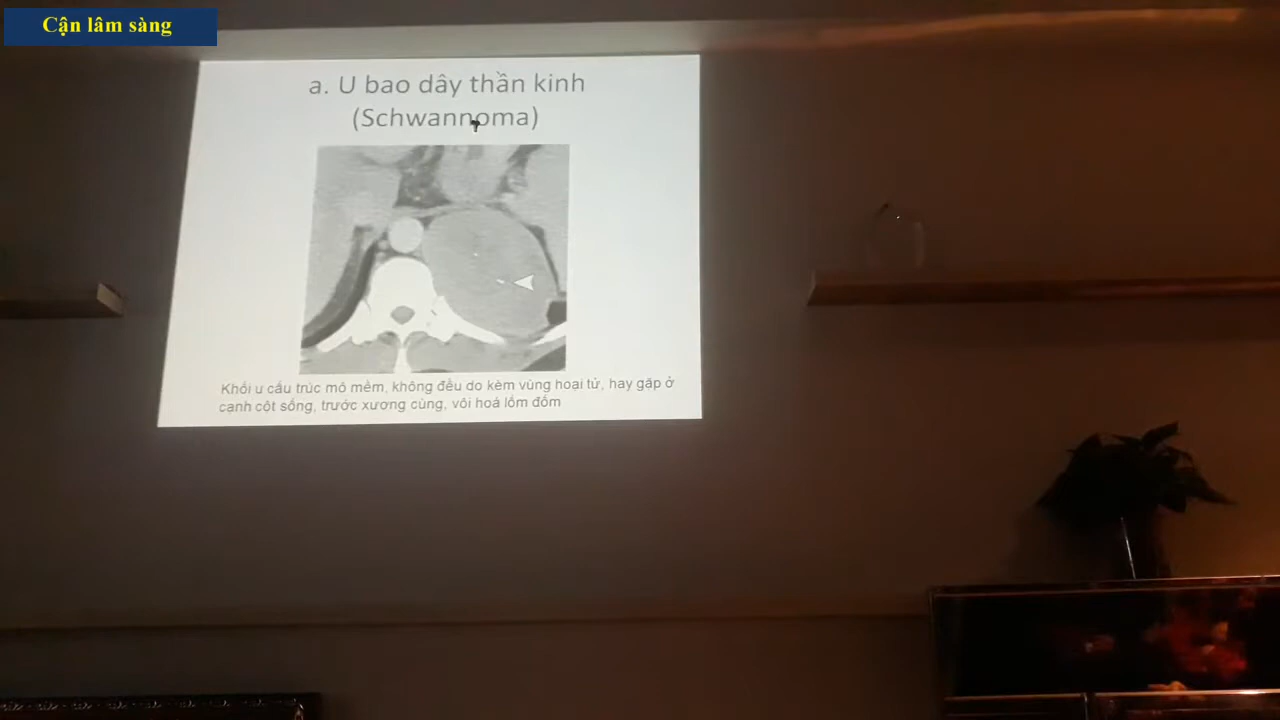 Cận lâm sàng
a. U bao dây thần kinh
(Schwannoma)
Khối u cấu trúc mô mềm, không đều do kèm vùng hoại tử, hay gặp ở
cạnh cột sống, trước xương cùng, vôi hoá lốm đốm